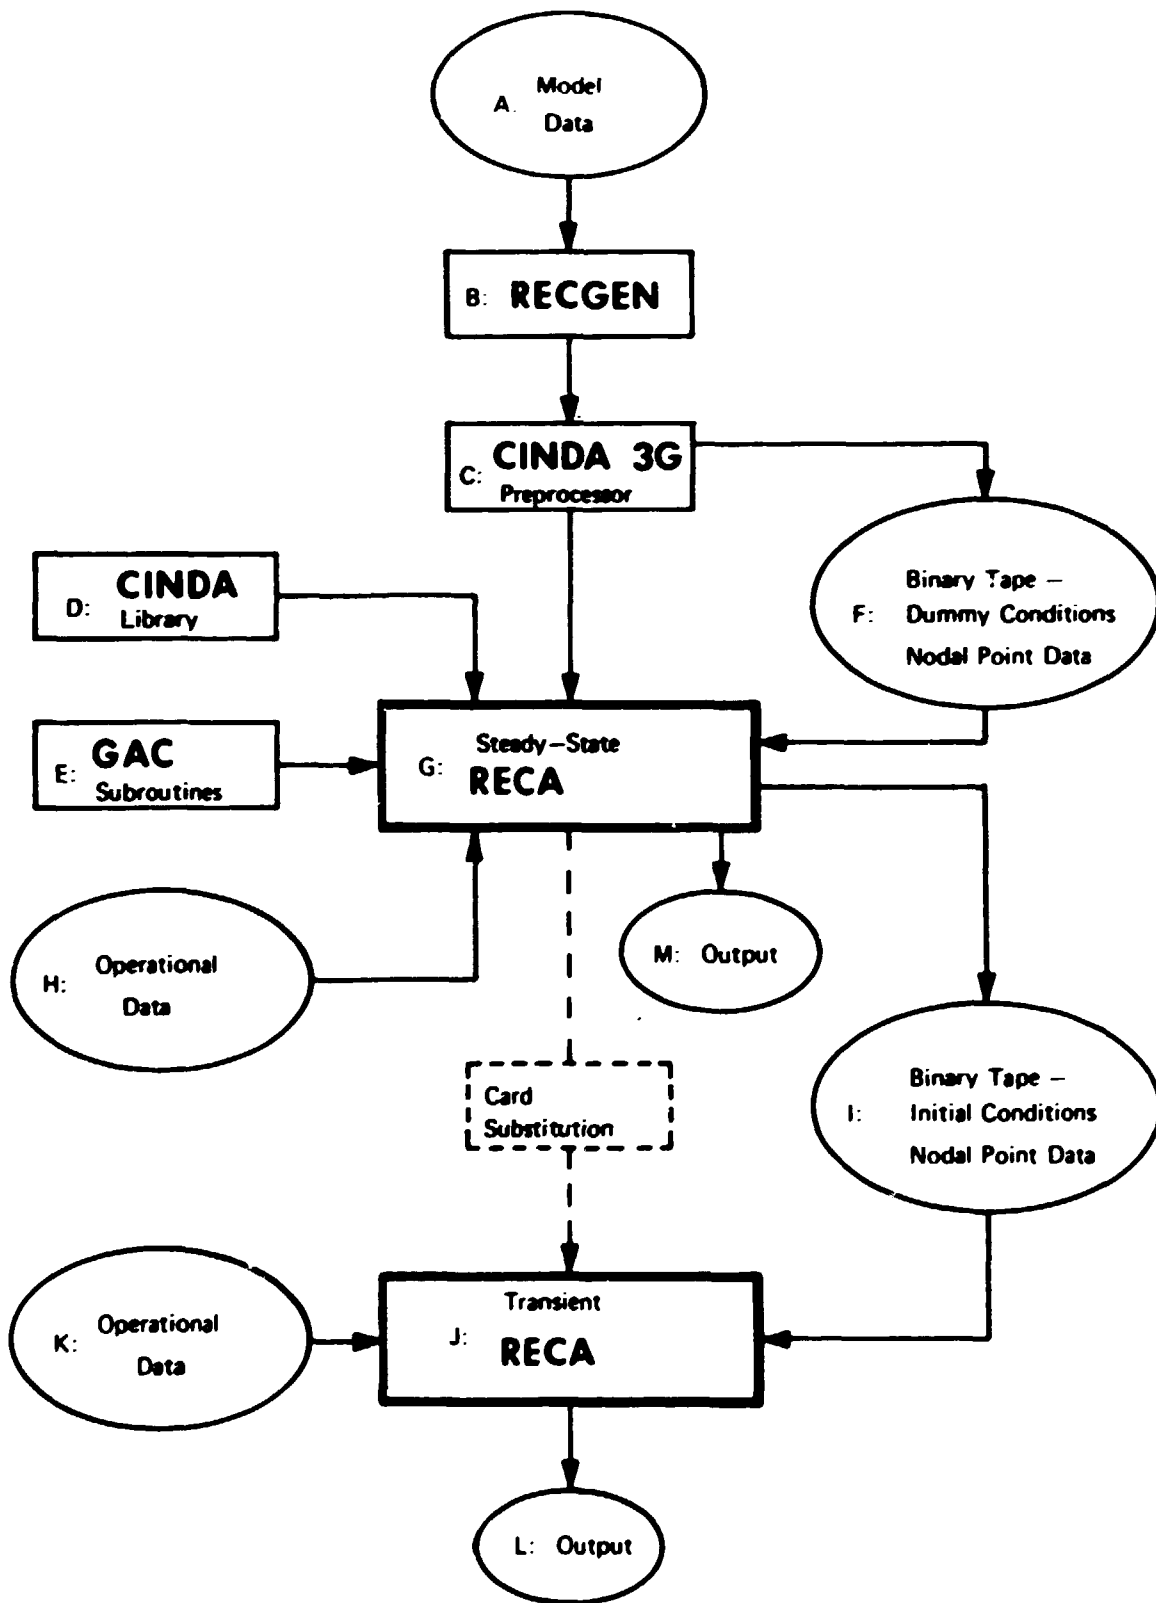 A. Model
Data
B: RECGEN
C: CINDA 3G
Preprocessor
D: CINDA
Library
Binary Tape –
F: Dummy Conditions
Nodal Point Data
E: GAC
Subroutines
Steady–State
G: RECA
H: Operational
Data
M: Output
Card
Substitution
Binary Tape –
I: Initial Conditions
Nodal Point Data
K: Operational
Data
Transient
J: RECA
L: Output